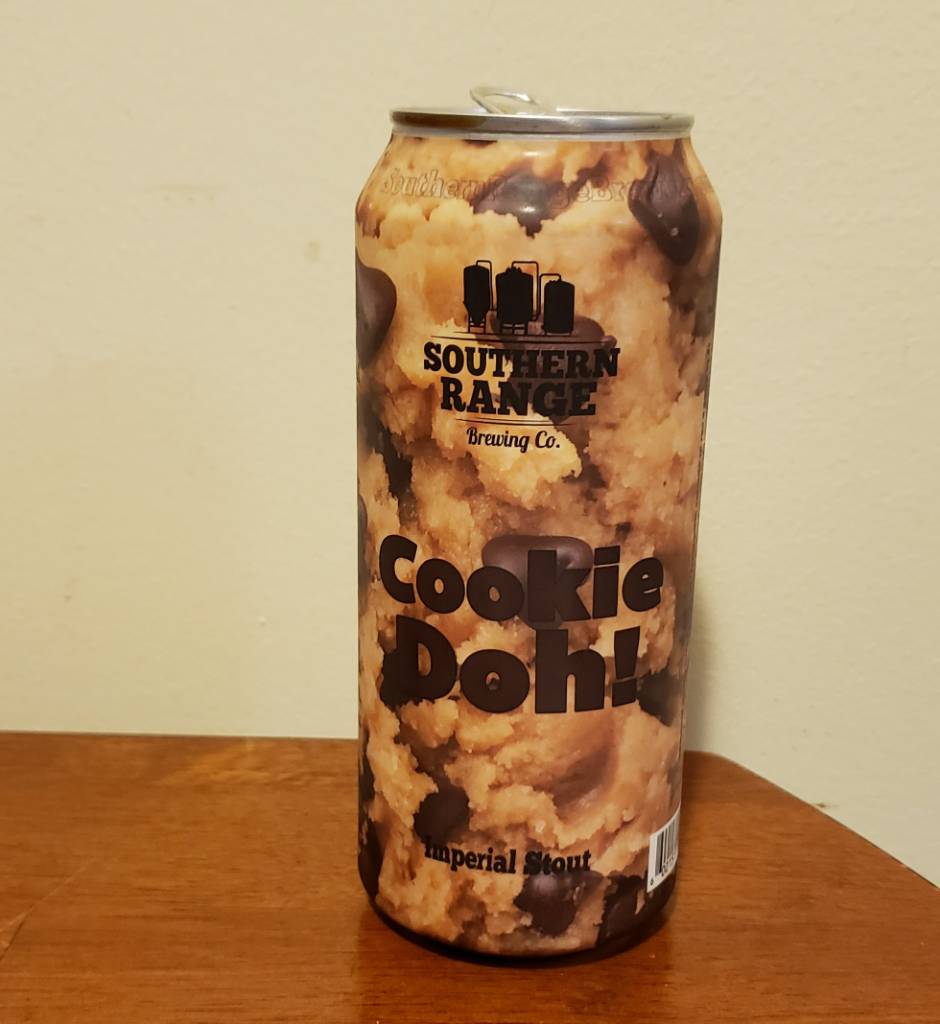 SOUTHERN
RANGE
Brewing Co.
Cookie
Doh!
Imperial Stout